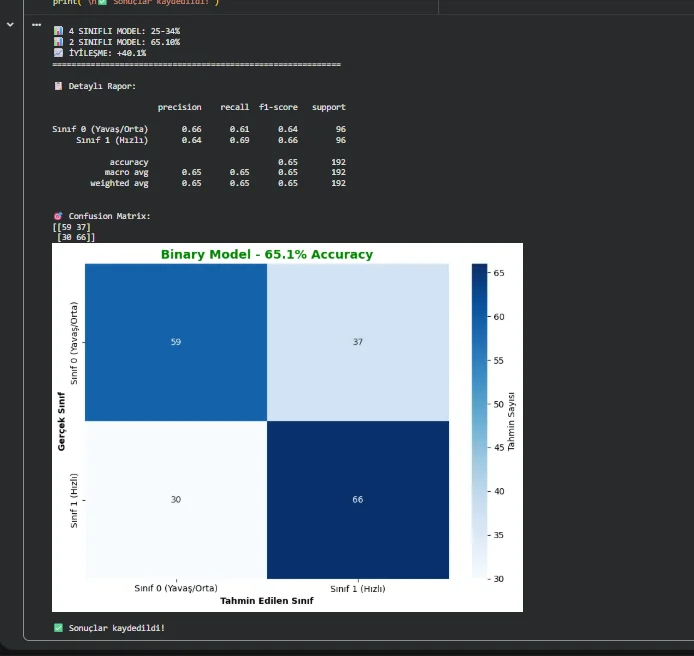 print("\n✅ Sonuçlar kaydedildi!")
📊 4 SINIFLI MODEL: 25-34%
📊 2 SINIFLI MODEL: 65.10%
📈 İYİLEŞME: +40.1%
============================================================
📋 Detaylı Rapor:
precision recall f1-score support
Sınıf 0 (Yavaş/Orta) 0.66 0.61 0.64 96
Sınıf 1 (Hızlı) 0.64 0.69 0.66 96
accuracy 0.65 192
macro avg 0.65 0.65 0.65 192
weighted avg 0.65 0.65 0.65 192
🎯 Confusion Matrix:
[[59 37]
[30 66]]
Binary Model - 65.1% Accuracy
Gerçek Sınıf
Sınıf 0 (Yavaş/Orta)
59 37
Sınıf 1 (Hızlı)
30 66
Sınıf 0 (Yavaş/Orta) Sınıf 1 (Hızlı)
Tahmin Edilen Sınıf
65
60
55
50
45
40
35
30
Tahmin Sayısı
✅ Sonuçlar kaydedildi!